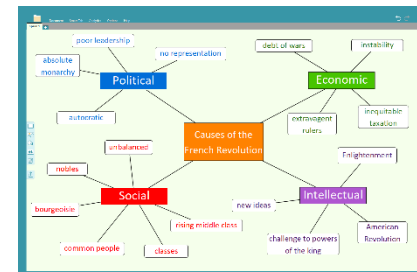 poor leadership
no representation
absolute
monarchy
Political
autocratic
debt of wars
instability
Economic
extravagent
rulers
inequitable
taxation
Causes of the
French Revolution
unbalanced
nobles
Social
bourgeoisie
rising middle class
common people
classes
Enlightenment
Intellectual
new ideas
American
Revolution
challenge to powers
of the king